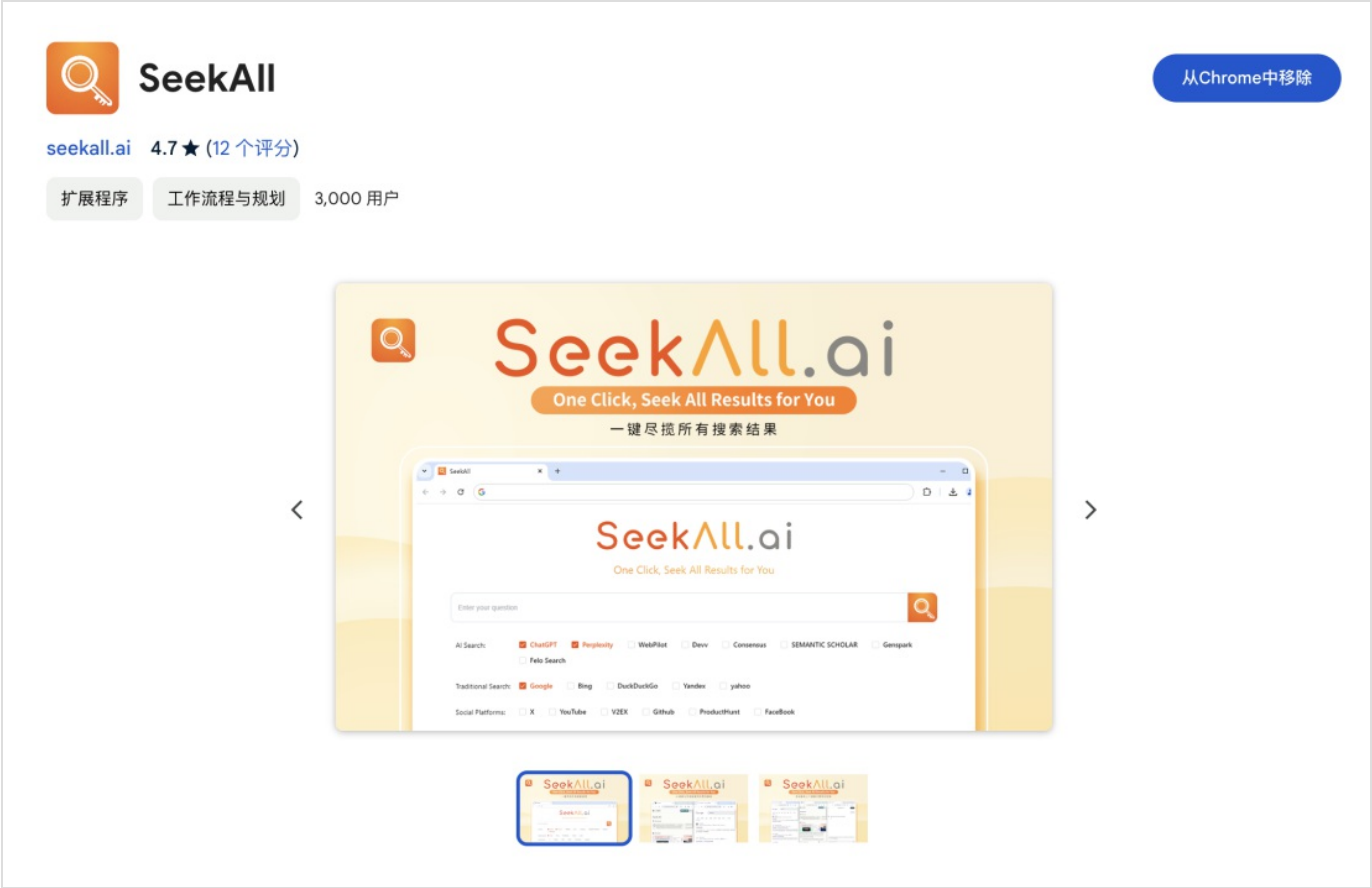 SeekAll
从Chrome中移除
seekall.ai 4.7 ★ (12 个评分)
扩展程序 工作流程与规划 3,000 用户
SeekAll.ai
One Click, Seek All Results for You
一键尽揽所有搜索结果
SeekAll
SeekAll.ai
One Click, Seek All Results for You
Enter your question
AI Search: ChatGPT Perplexity WebPilot Devv Consensus SEMANTIC SCHOLAR Genspark
Felo Search
Traditional Search: Google Bing DuckDuckGo Yandex yahoo
Social Platforms: X YouTube V2EX Github ProductHunt FaceBook
SeekAll.ai SeekAll.ai SeekAll.ai